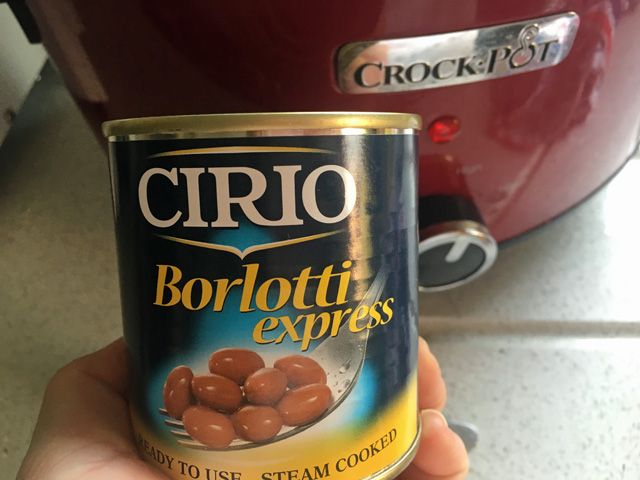 CROCK·POT
CIRIO
Borlotti
express
READY TO USE STEAM COOKED